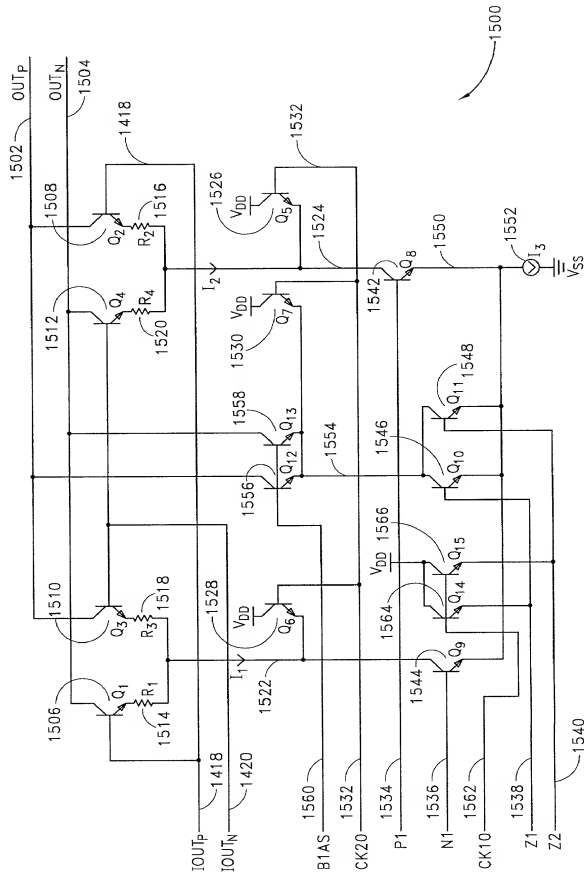 1502
OUTP
OUTN
1504
1500
1506
1510
1512
1508
1418
Q1
Q3
Q4
Q2
R1
R3
R4
R2
1514
1518
1520
1516
IOUTP
1418
IOUTN
1420
I1
1522
1528
VDD
Q6
1556
1558
Q12
Q13
1554
I2
1530
VDD
Q7
1524
1526
VDD
Q5
1532
B1AS
1560
CK20
1532
P1
1534
1542
Q8
N1
1536
1544
Q9
1564
VDD
1566
Q14
Q15
1546
Q10
1548
Q11
1550
1552
I3
VSS
CK10
1562
Z1
1538
Z2
1540